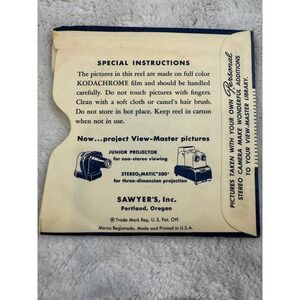 SPECIAL INSTRUCTIONS
The pictures in this reel are made on full color
KODACHROME film and should be handled
carefully. Do not touch pictures with fingers.
Clean with a soft cloth or camel's hair brush.
Do not store in hot place. Keep reel in carton
when not in use.
Now...project View-Master pictures
JUNIOR PROJECTOR
for non-stereo viewing
STEREO-MATIC "500"
for three-dimension projection
SAWYER'S, Inc.
Portland, Oregon
® Trade Mark Reg. U. S. Pat. Off.
Marca Registrada. Made and Printed in U.S.A.
PICTURES TAKEN WITH YOUR OWN Personal
STEREO CAMERA MAKE WONDERFUL ADDITIONS
TO YOUR VIEW-MASTER LIBRARY.